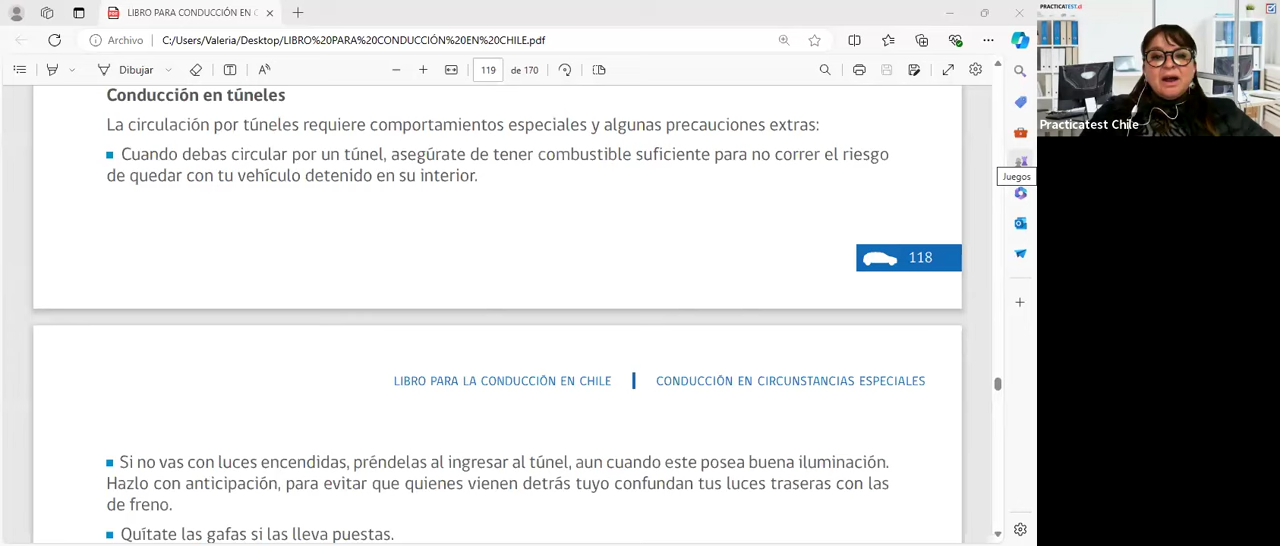 LIBRO PARA CONDUCCIÓN EN C
PRACTICATEST.cl
Archivo
C:/Users/Valeria/Desktop/LIBRO%20PARA%20CONDUCCIÓN%20EN%20CHILE.pdf
Dibujar
119 de 170
Practicatest Chile
Juegos
Conducción en túneles
La circulación por túneles requiere comportamientos especiales y algunas precauciones extras:
Cuando debas circular por un túnel, asegúrate de tener combustible suficiente para no correr el riesgo
de quedar con tu vehículo detenido en su interior.
118
LIBRO PARA LA CONDUCCIÓN EN CHILE | CONDUCCIÓN EN CIRCUNSTANCIAS ESPECIALES
Si no vas con luces encendidas, préndelas al ingresar al túnel, aun cuando este posea buena iluminación.
Hazlo con anticipación, para evitar que quienes vienen detrás tuyo confundan tus luces traseras con las
de freno.
Quítate las gafas si las lleva puestas.